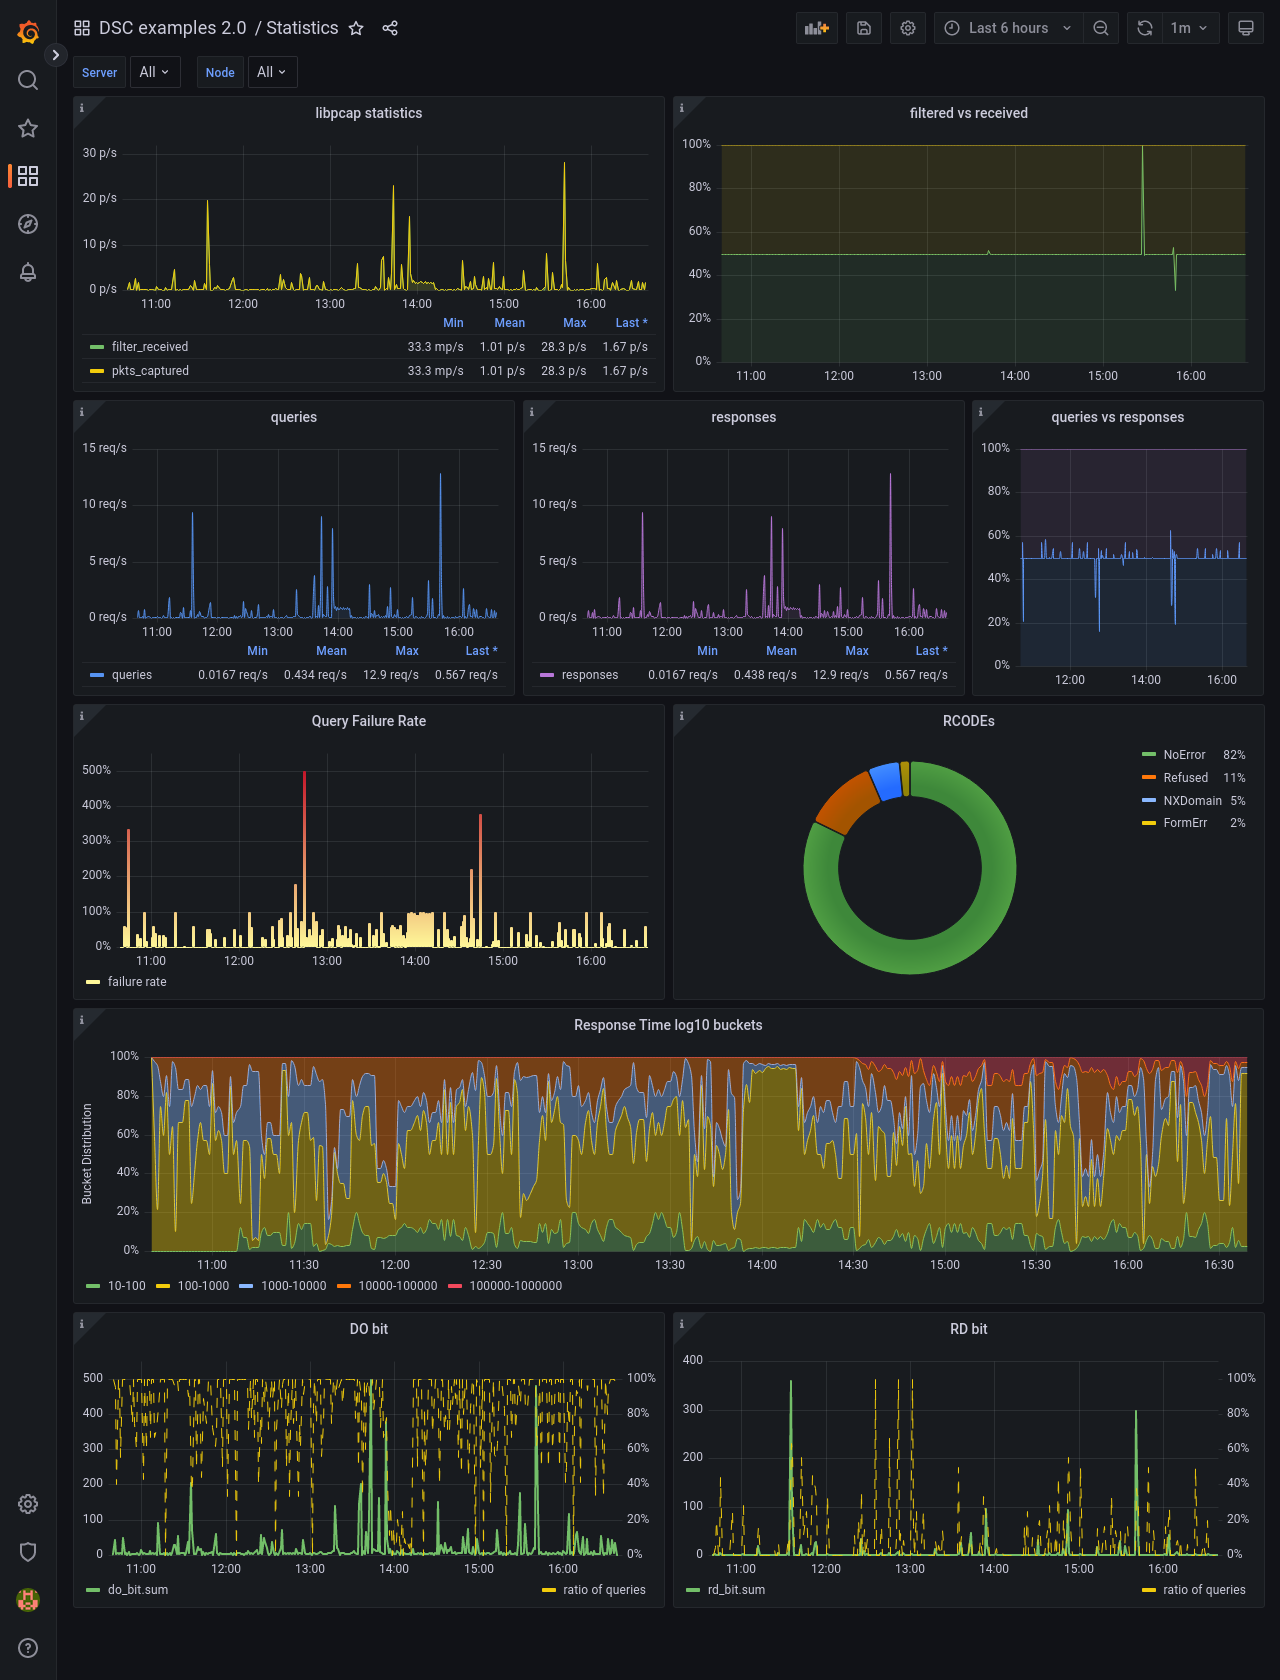 DSC examples 2.0 / Statistics
Last 6 hours
1m
Server All Node All
libpcap statistics
30 p/s
20 p/s
10 p/s
0 p/s
11:00 12:00 13:00 14:00 15:00 16:00
Min Mean Max Last *
filter_received 33.3 mp/s 1.01 p/s 28.3 p/s 1.67 p/s
pkts_captured 33.3 mp/s 1.01 p/s 28.3 p/s 1.67 p/s
filtered vs received
100%
80%
60%
40%
20%
0%
11:00 12:00 13:00 14:00 15:00 16:00
queries
15 req/s
10 req/s
5 req/s
0 req/s
11:00 12:00 13:00 14:00 15:00 16:00
Min Mean Max Last *
queries 0.0167 req/s 0.434 req/s 12.9 req/s 0.567 req/s
responses
15 req/s
10 req/s
5 req/s
0 req/s
11:00 12:00 13:00 14:00 15:00 16:00
Min Mean Max Last *
responses 0.0167 req/s 0.438 req/s 12.9 req/s 0.567 req/s
queries vs responses
100%
80%
60%
40%
20%
0%
12:00 14:00 16:00
Query Failure Rate
500%
400%
300%
200%
100%
0%
11:00 12:00 13:00 14:00 15:00 16:00
failure rate
RCODEs
NoError 82%
Refused 11%
NXDomain 5%
FormErr 2%
Response Time log10 buckets
Bucket Distribution
100%
80%
60%
40%
20%
0%
11:00 11:30 12:00 12:30 13:00 13:30 14:00 14:30 15:00 15:30 16:00 16:30
10-100 100-1000 1000-10000 10000-100000 100000-1000000
DO bit
500
400
300
200
100
0
100%
80%
60%
40%
20%
0%
11:00 12:00 13:00 14:00 15:00 16:00
do_bit.sum ratio of queries
RD bit
400
300
200
100
0
100%
80%
60%
40%
20%
0%
11:00 12:00 13:00 14:00 15:00 16:00
rd_bit.sum ratio of queries